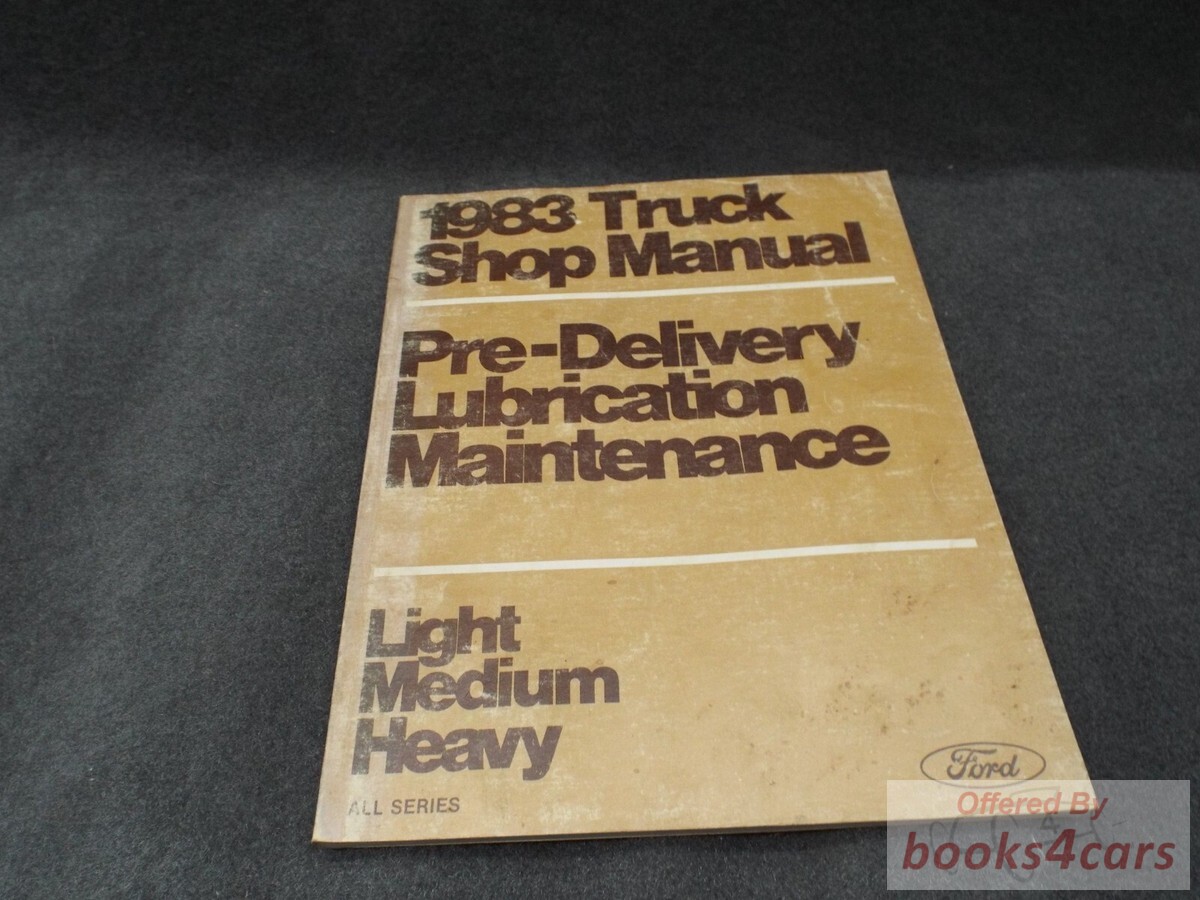 1983 Truck
Shop Manual
Pre-Delivery
Lubrication
Maintenance
Light
Medium
Heavy
ALL SERIES
Ford
Offered By
books4cars